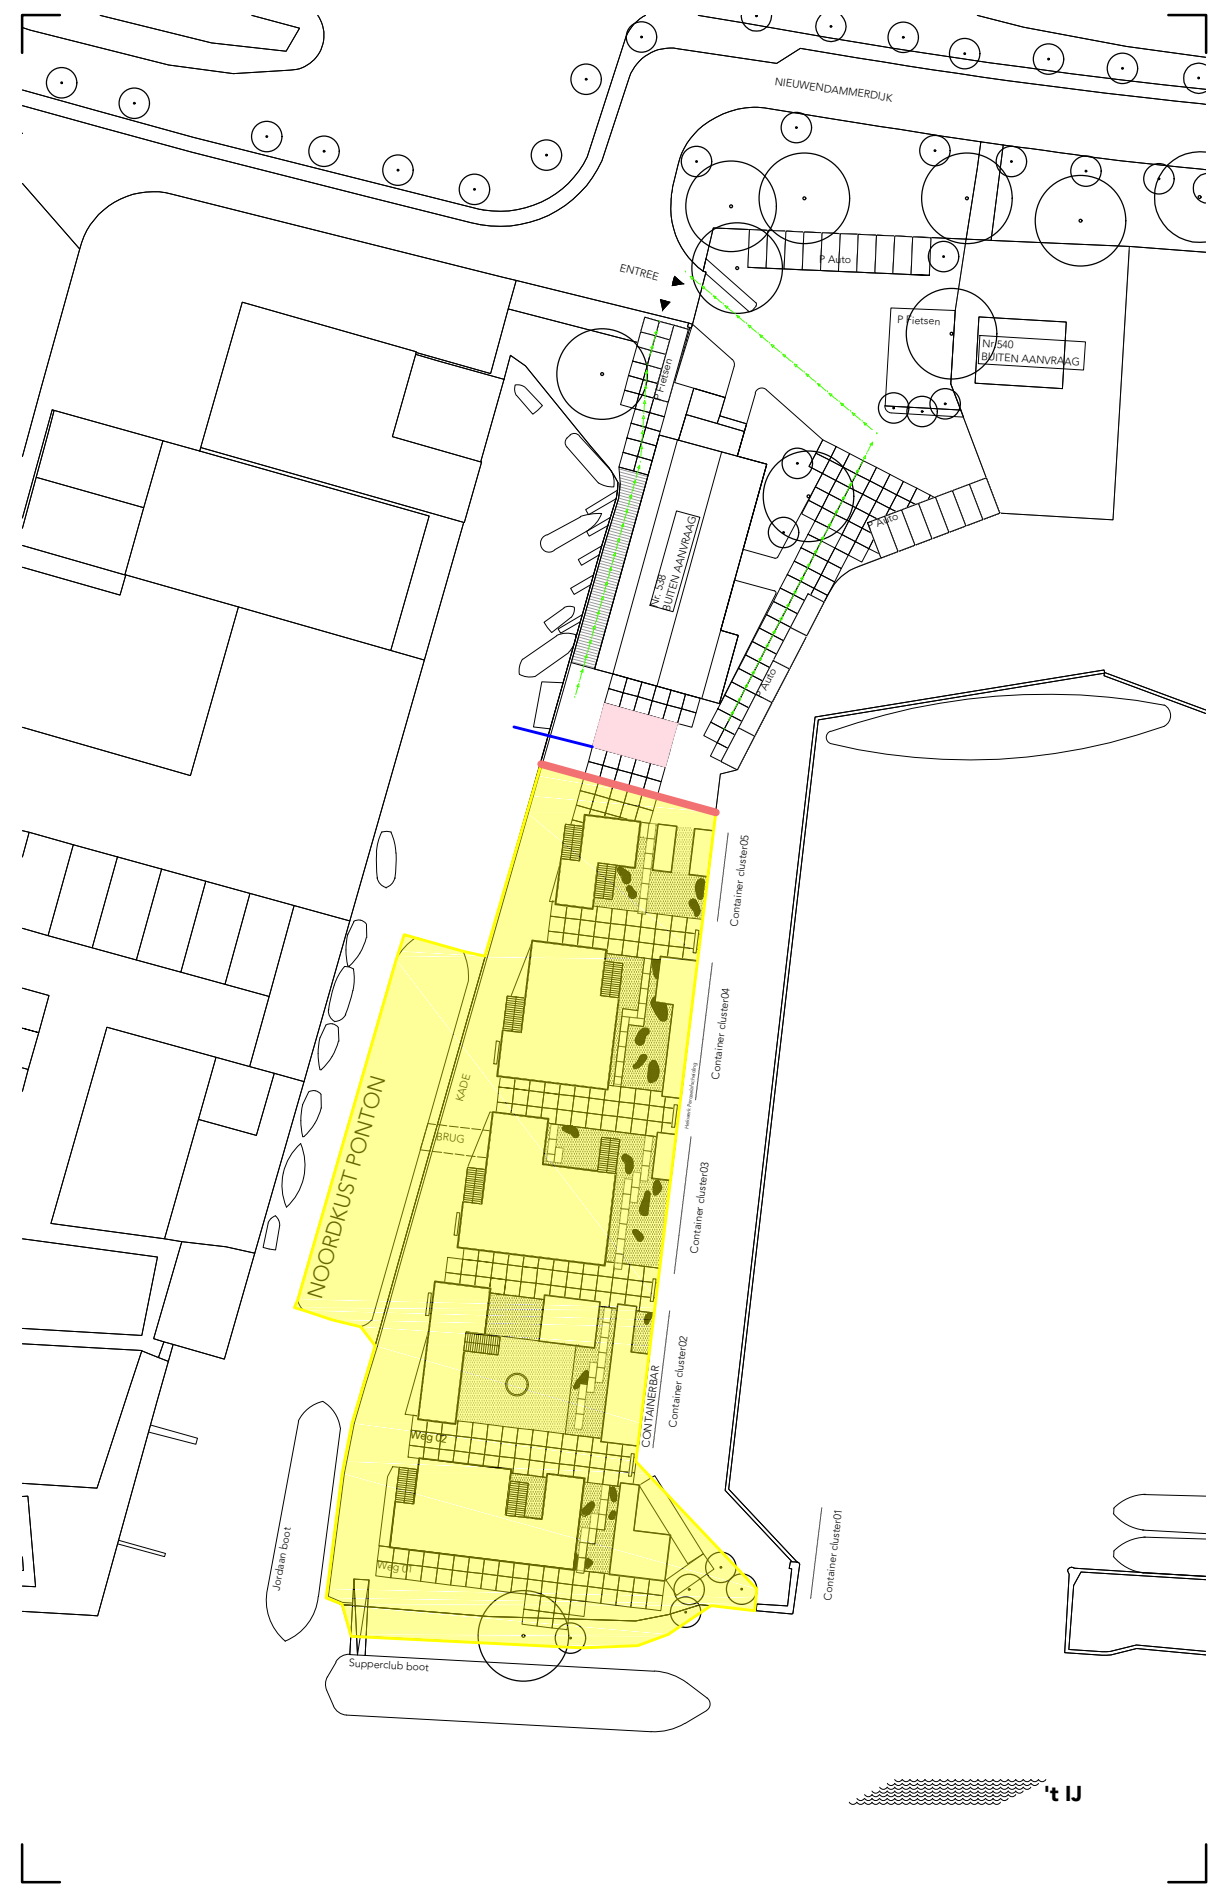 NIEUWENDAMMERDIJK
ENTREE
P Auto
P Fietsen
Nr 540
BUITEN AANVRAAG
P Fietsen
P Auto
Nr. 538
BUITEN AANVRAAG
P Auto
Container cluster05
Container cluster04
KADE
Hekwerk Perceelafscheiding
NOORDKUST PONTON
BRUG
Container cluster03
Container cluster02
CONTAINERBAR
Weg 02
Container cluster01
Jordaan boot
Weg 01
Supperclub boot
't IJ